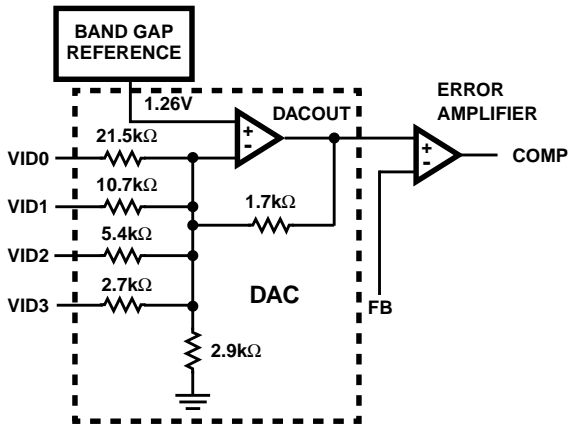 BAND GAP
REFERENCE
1.26V
DACOUT
ERROR
AMPLIFIER
+
-
+
-
COMP
VID0
21.5kΩ
VID1
10.7kΩ
1.7kΩ
VID2
5.4kΩ
VID3
2.7kΩ
DAC
FB
2.9kΩ